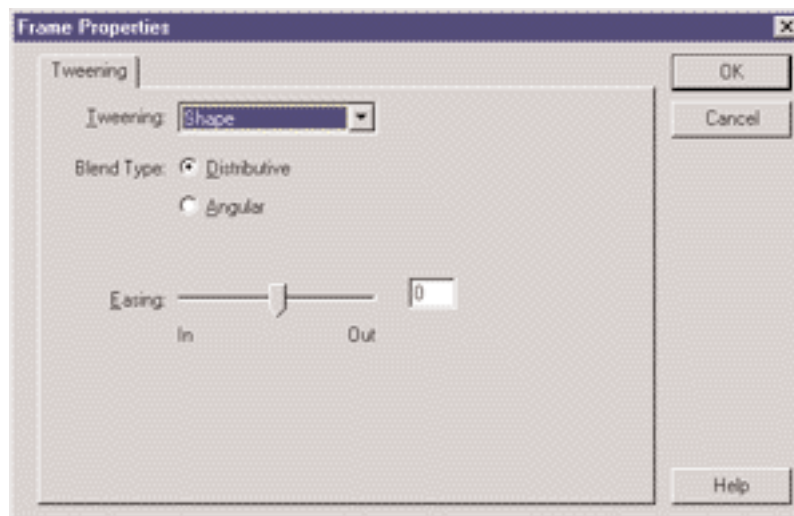 Frame Properties
Tweening
OK
Tweening: Shape
Cancel
Blend Type: Distributive
Angular
Easing: 0
In Out
Help